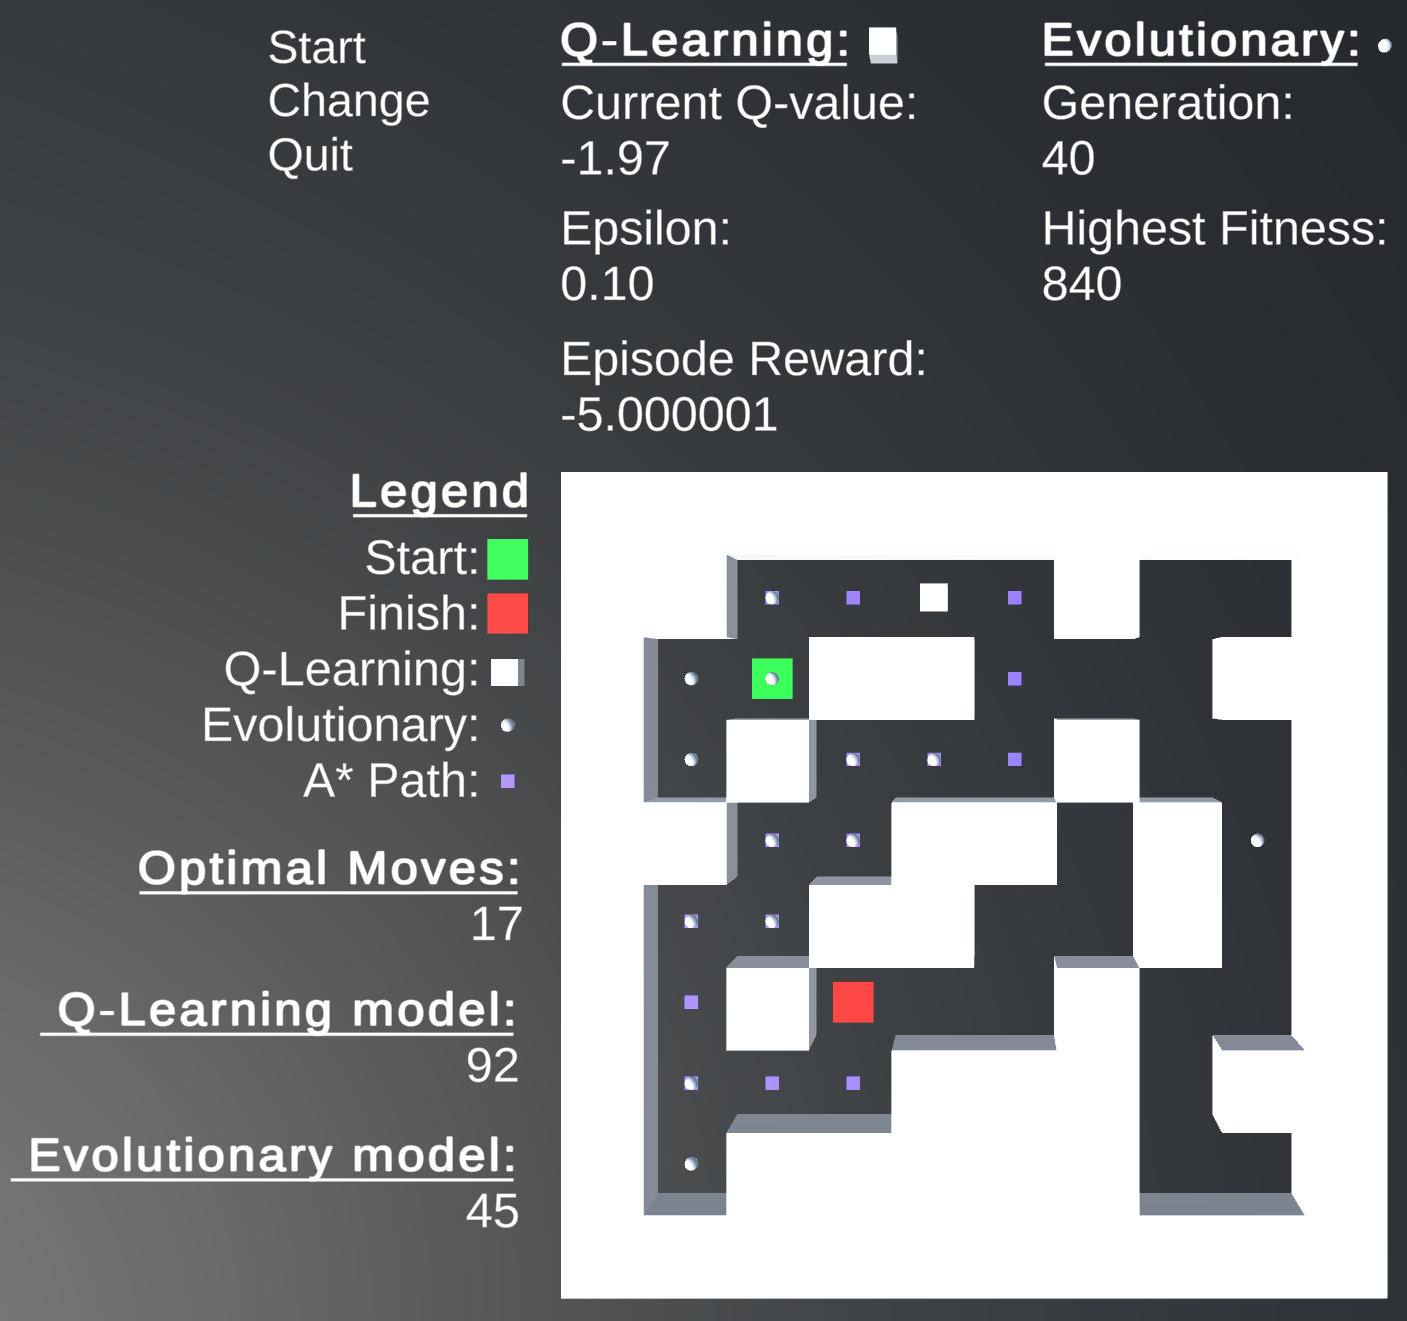 Start
Change
Quit
Q-Learning:
Current Q-value:
-1.97
Epsilon:
0.10
Episode Reward:
-5.000001
Evolutionary:
Generation:
40
Highest Fitness:
840
Legend
Start:
Finish:
Q-Learning:
Evolutionary:
A* Path:
Optimal Moves:
17
Q-Learning model:
92
Evolutionary model:
45